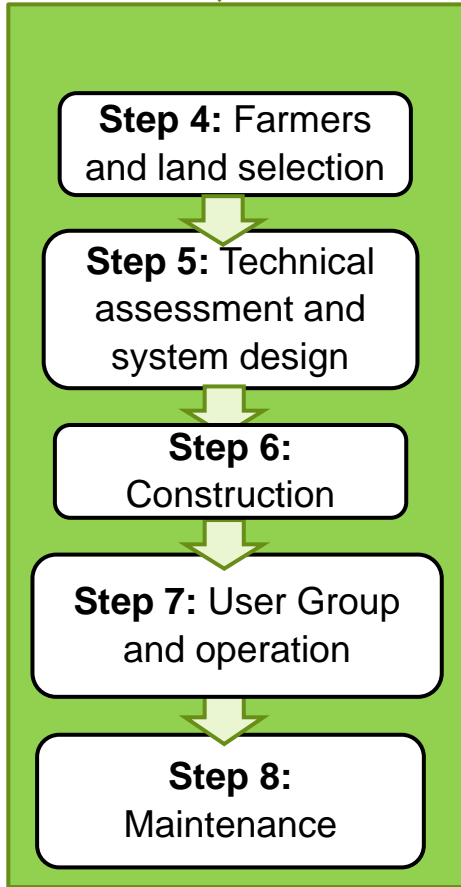 Step 4: Farmers
and land selection
Step 5: Technical
assessment and
system design
Step 6:
Construction
Step 7: User Group
and operation
Step 8:
Maintenance